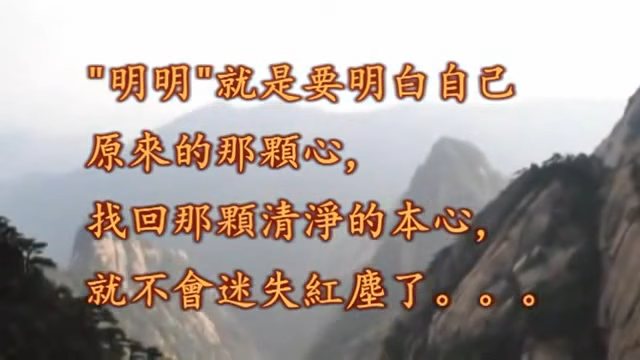 "明明"就是要明白自己
原來的那顆心,
找回那顆清淨的本心,
就不會迷失紅塵了。。。